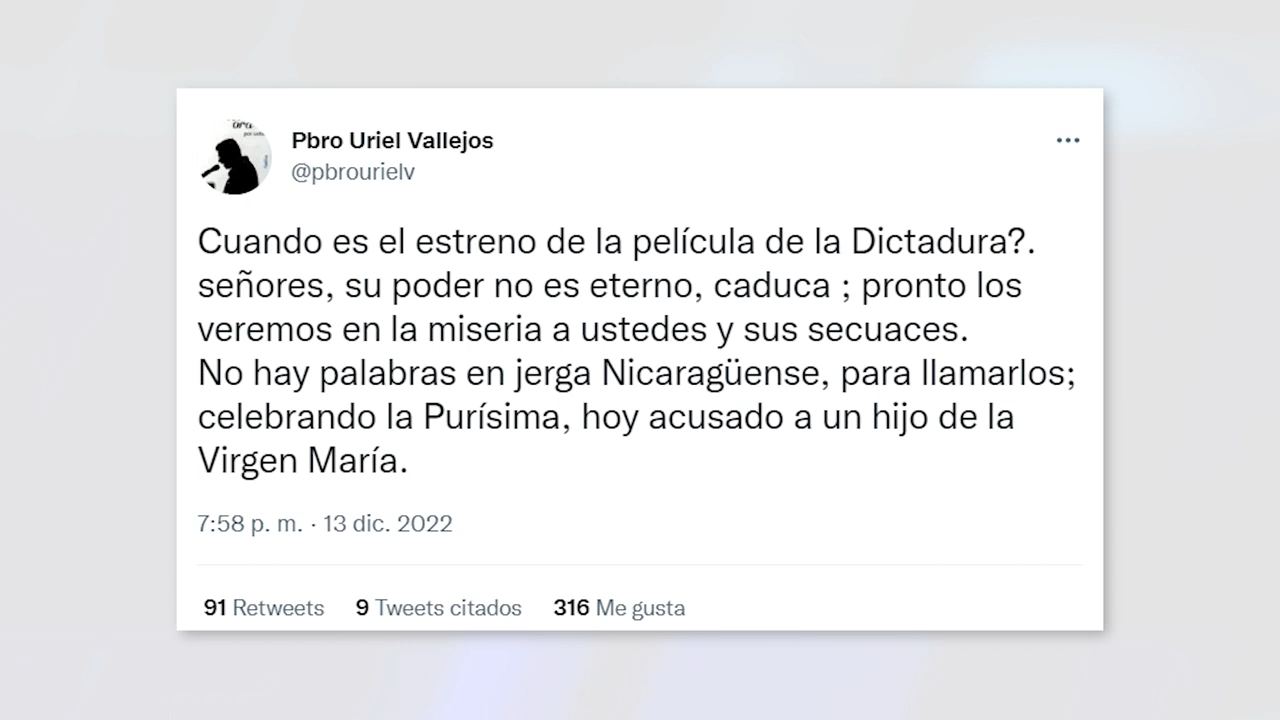 Pbro Uriel Vallejos
@pbrourielv
Cuando es el estreno de la película de la Dictadura?.
señores, su poder no es eterno, caduca ; pronto los
veremos en la miseria a ustedes y sus secuaces.
No hay palabras en jerga Nicaragüense, para llamarlos;
celebrando la Purísima, hoy acusado a un hijo de la
Virgen María.
7:58 p. m. · 13 dic. 2022
91 Retweets 9 Tweets citados 316 Me gusta